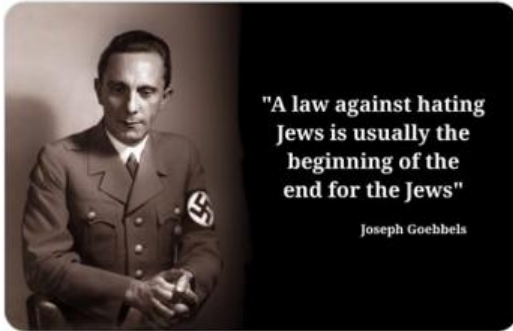 "A law against hating
Jews is usually the
beginning of the
end for the Jews"
Joseph Goebbels